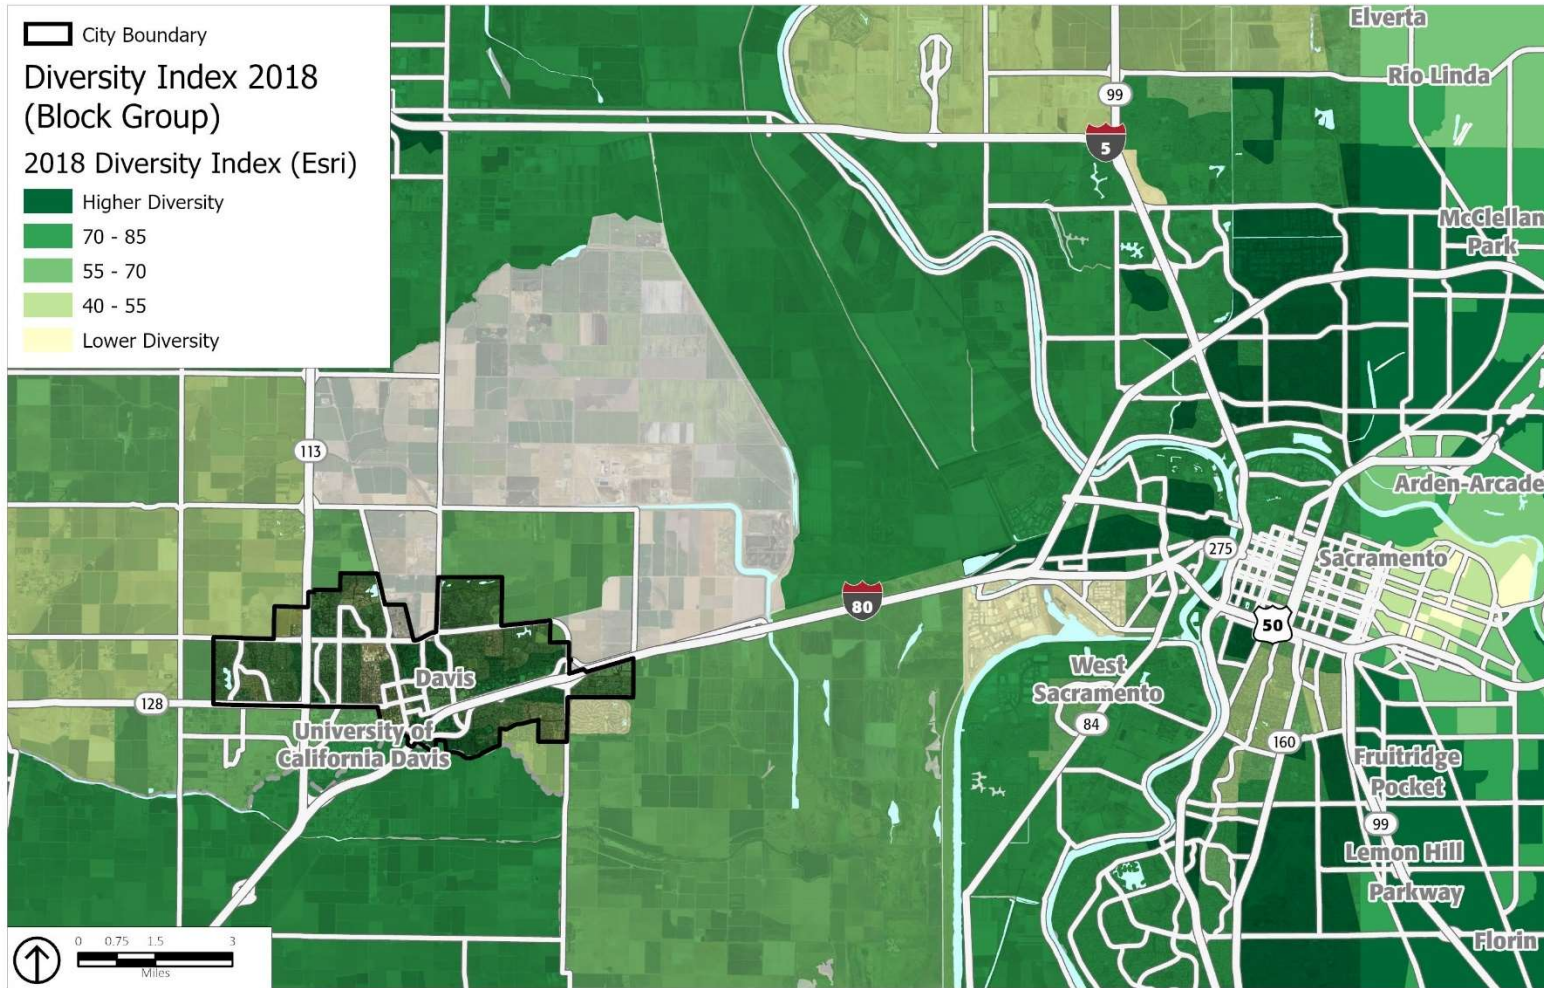 City Boundary
Diversity Index 2018
(Block Group)
2018 Diversity Index (Esri)
Higher Diversity
70 - 85
55 - 70
40 - 55
Lower Diversity
Elverta
Rio Linda
99
5
McClellan
Park
113
Arden-Arcade
275
Sacramento
80
50
Davis
West
Sacramento
128
University of
California Davis
84
160
Fruitridge
Pocket
99
Lemon Hill
Parkway
Florin
0 0.75 1.5 3
Miles